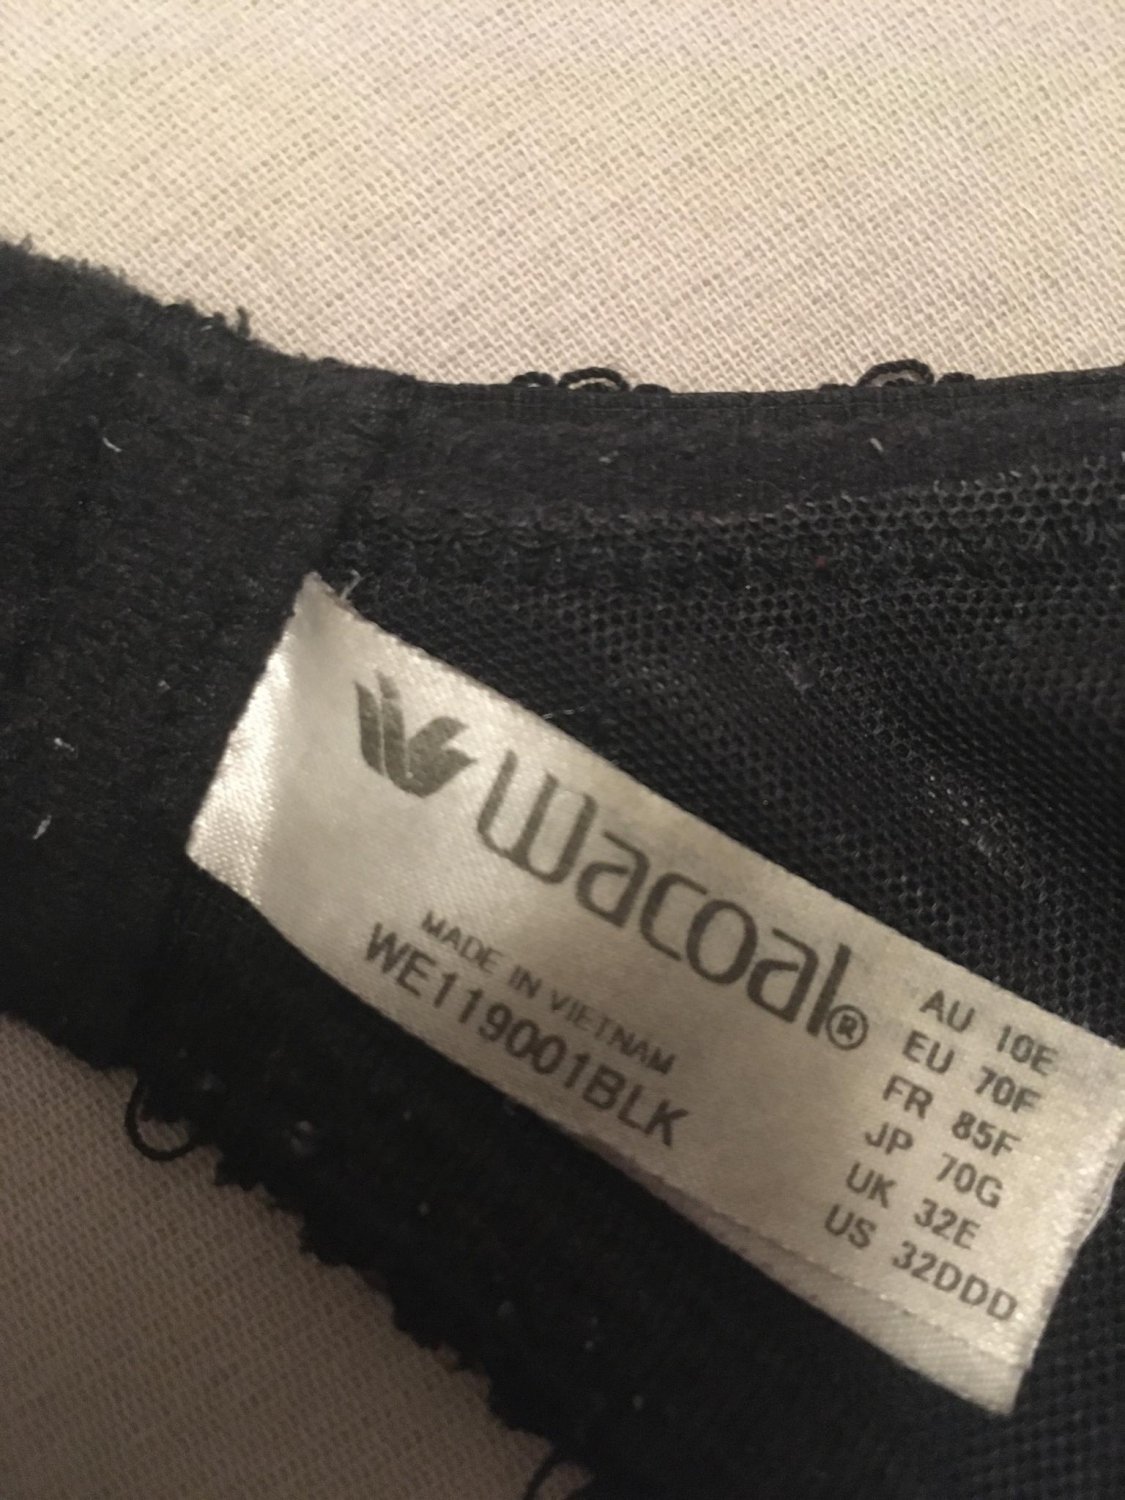 wacoal®
MADE IN VIETNAM
WE119001BLK
AU 10E
EU 70F
FR 85F
JP 70G
UK 32E
US 32DDD